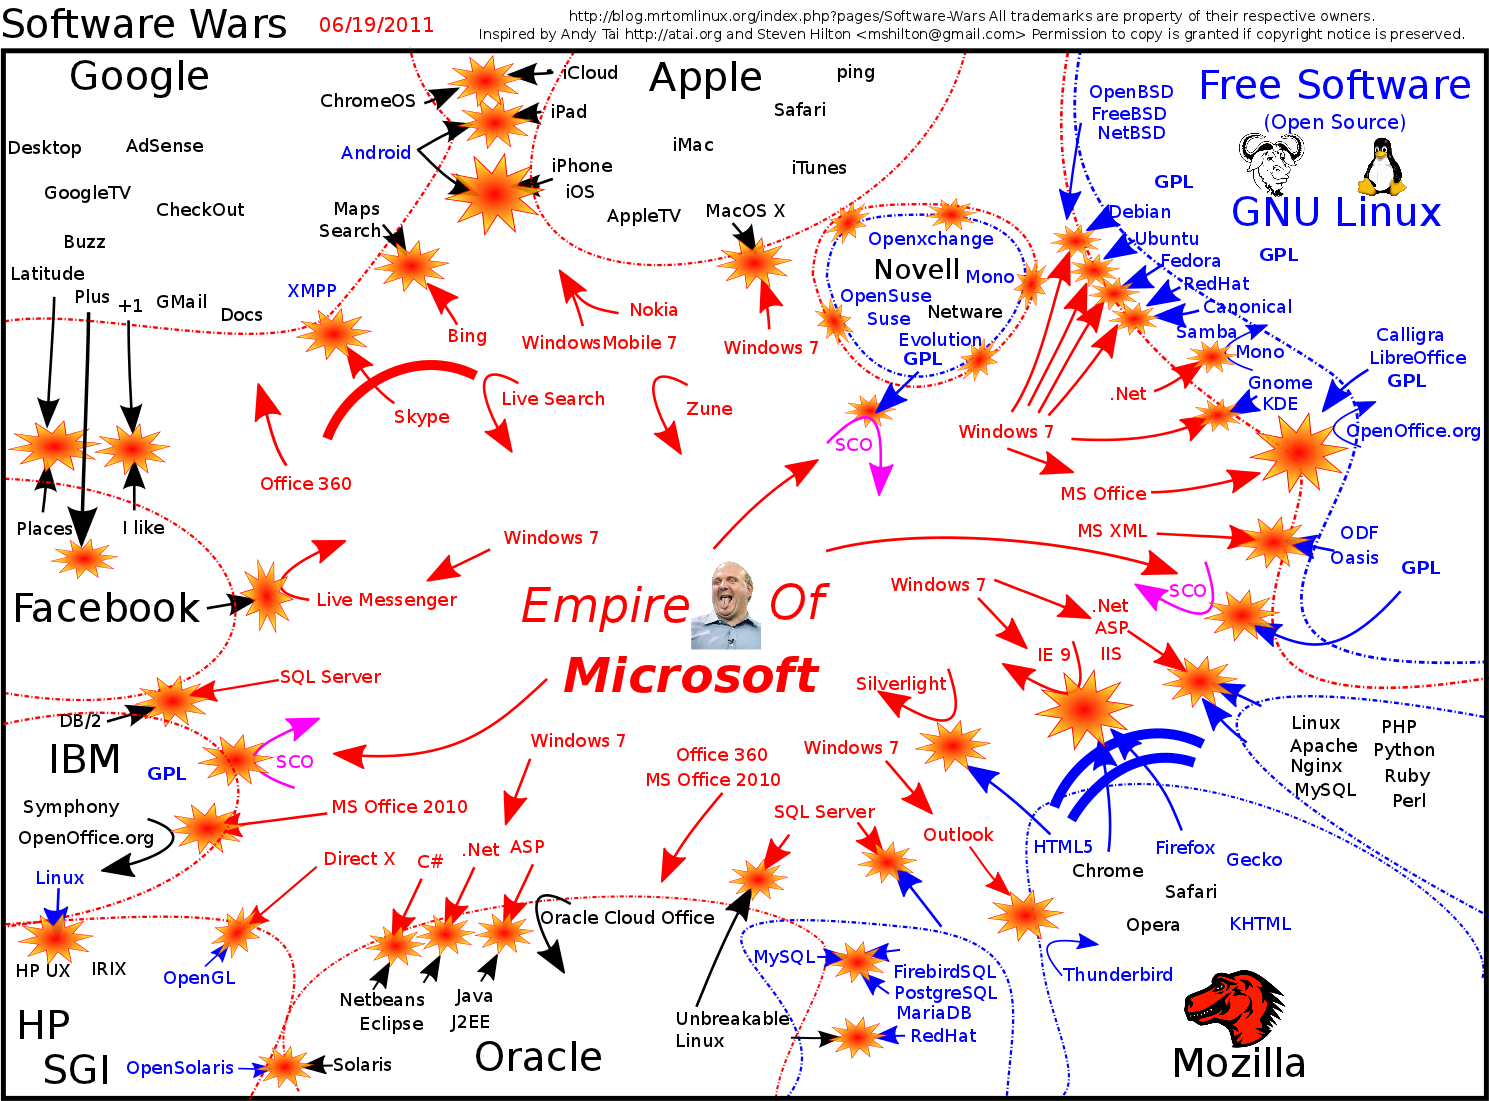 Software Wars
06/19/2011
http://blog.mrtomlinux.org/index.php?pages/Software-Wars All trademarks are property of their respective owners.
Inspired by Andy Tai http://atai.org and Steven Hilton <mshilton@gmail.com> Permission to copy is granted if copyright notice is preserved.
Google
ChromeOS
Android
Desktop
AdSense
GoogleTV
CheckOut
Maps
Search
Buzz
Latitude
Plus
+1
GMail
Docs
XMPP
iCloud
iPad
iPhone
iOS
Apple
ping
Safari
iMac
iTunes
AppleTV
MacOS X
Free Software
(Open Source)
GNU Linux
OpenBSD
FreeBSD
NetBSD
GPL
GPL
Debian
Ubuntu
Fedora
RedHat
Canonical
Samba
Mono
Gnome
KDE
Calligra
LibreOffice
GPL
OpenOffice.org
Openxchange
Novell
Mono
OpenSuse
Suse
Netware
Evolution
GPL
SCO
Bing
Nokia
WindowsMobile 7
Windows 7
Skype
Live Search
Zune
Office 360
.Net
Windows 7
MS Office
MS XML
ODF
Oasis
GPL
SCO
Places
I like
Facebook
Windows 7
Live Messenger
Empire Of
Microsoft
Windows 7
.Net
ASP
IIS
IE 9
Silverlight
SQL Server
DB/2
IBM
GPL
SCO
Symphony
OpenOffice.org
MS Office 2010
Windows 7
Office 360
MS Office 2010
Windows 7
SQL Server
Outlook
Linux
Apache
Nginx
MySQL
PHP
Python
Ruby
Perl
HTML5
Chrome
Firefox
Gecko
Safari
Opera
KHTML
Thunderbird
Mozilla
Linux
HP UX
IRIX
HP
SGI
Direct X
C#
.Net
ASP
OpenGL
OpenSolaris
Solaris
Netbeans
Eclipse
Java
J2EE
Oracle
Oracle Cloud Office
Unbreakable
Linux
MySQL
FirebirdSQL
PostgreSQL
MariaDB
RedHat